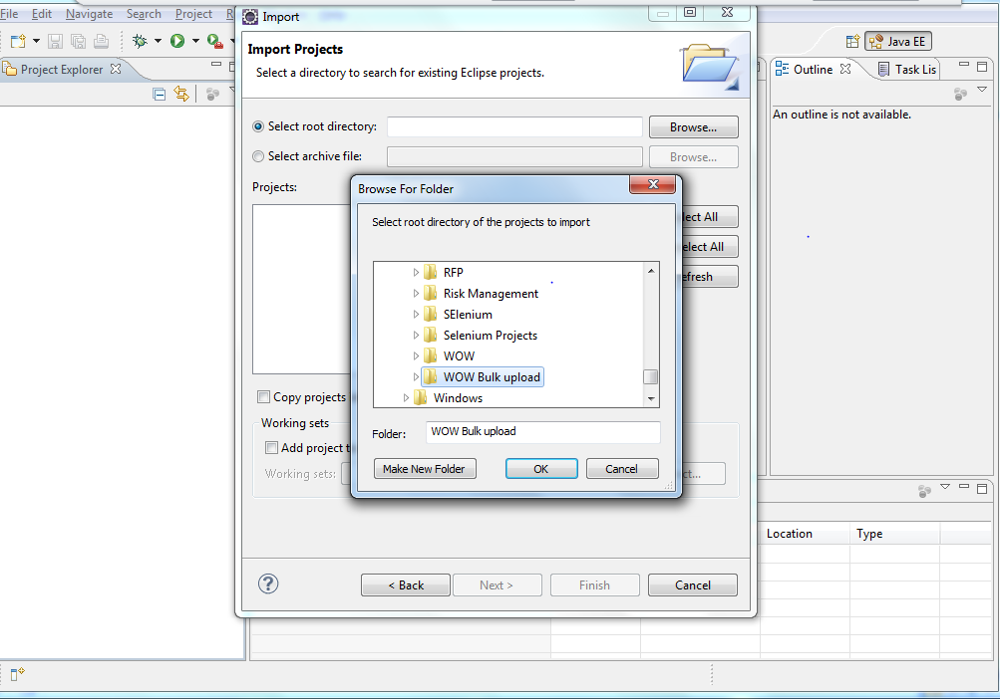 File Edit Navigate Search Project R
Import
Java EE
Project Explorer
Import Projects
Select a directory to search for existing Eclipse projects.
Outline
Task Lis
An outline is not available.
Select root directory:
Browse...
Select archive file:
Browse...
Projects:
Browse For Folder
Select root directory of the projects to import
lect All
elect All
efresh
RFP
Risk Management
SElenium
Selenium Projects
WOW
WOW Bulk upload
Windows
Folder:
WOW Bulk upload
Make New Folder
OK
Cancel
Copy projects
Working sets
Add project t
Working sets:
ct...
Location
Type
?
< Back
Next >
Finish
Cancel